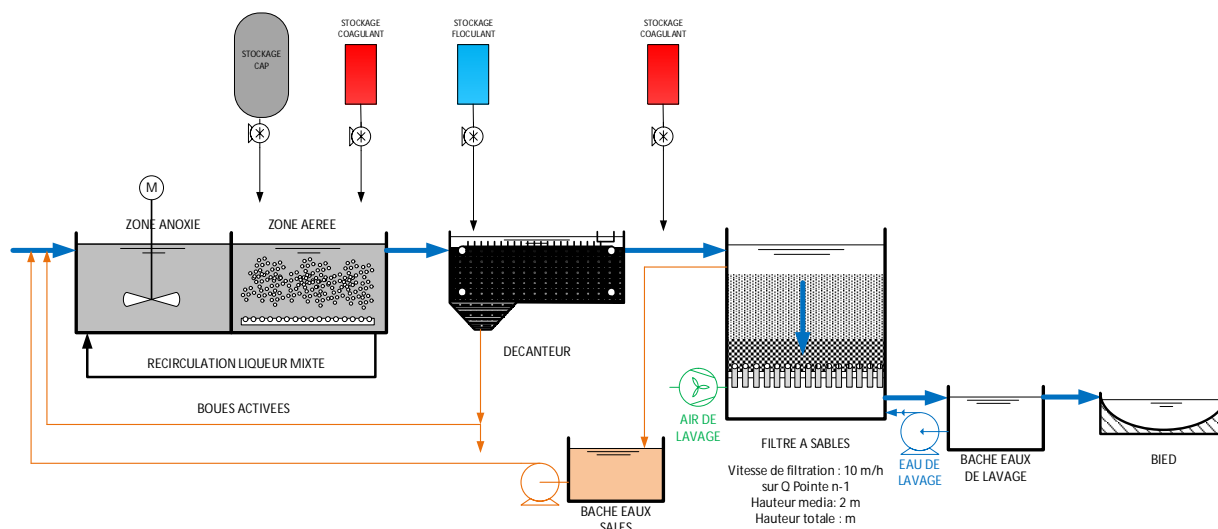 STOCKAGE
CAP
STOCKAGE
COAGULANT
STOCKAGE
FLOCULANT
STOCKAGE
COAGULANT
M
ZONE ANOXIE
ZONE AEREE
RECIRCULATION LIQUEUR MIXTE
DECANTEUR
BOUES ACTIVEES
AIR DE
LAVAGE
FILTRE A SABLES
Vitesse de filtration : 10 m/h
sur Q Pointe n-1
Hauteur media: 2 m
Hauteur totale : m
EAU DE
LAVAGE
BACHE EAUX
DE LAVAGE
BIED
BACHE EAUX
SALES